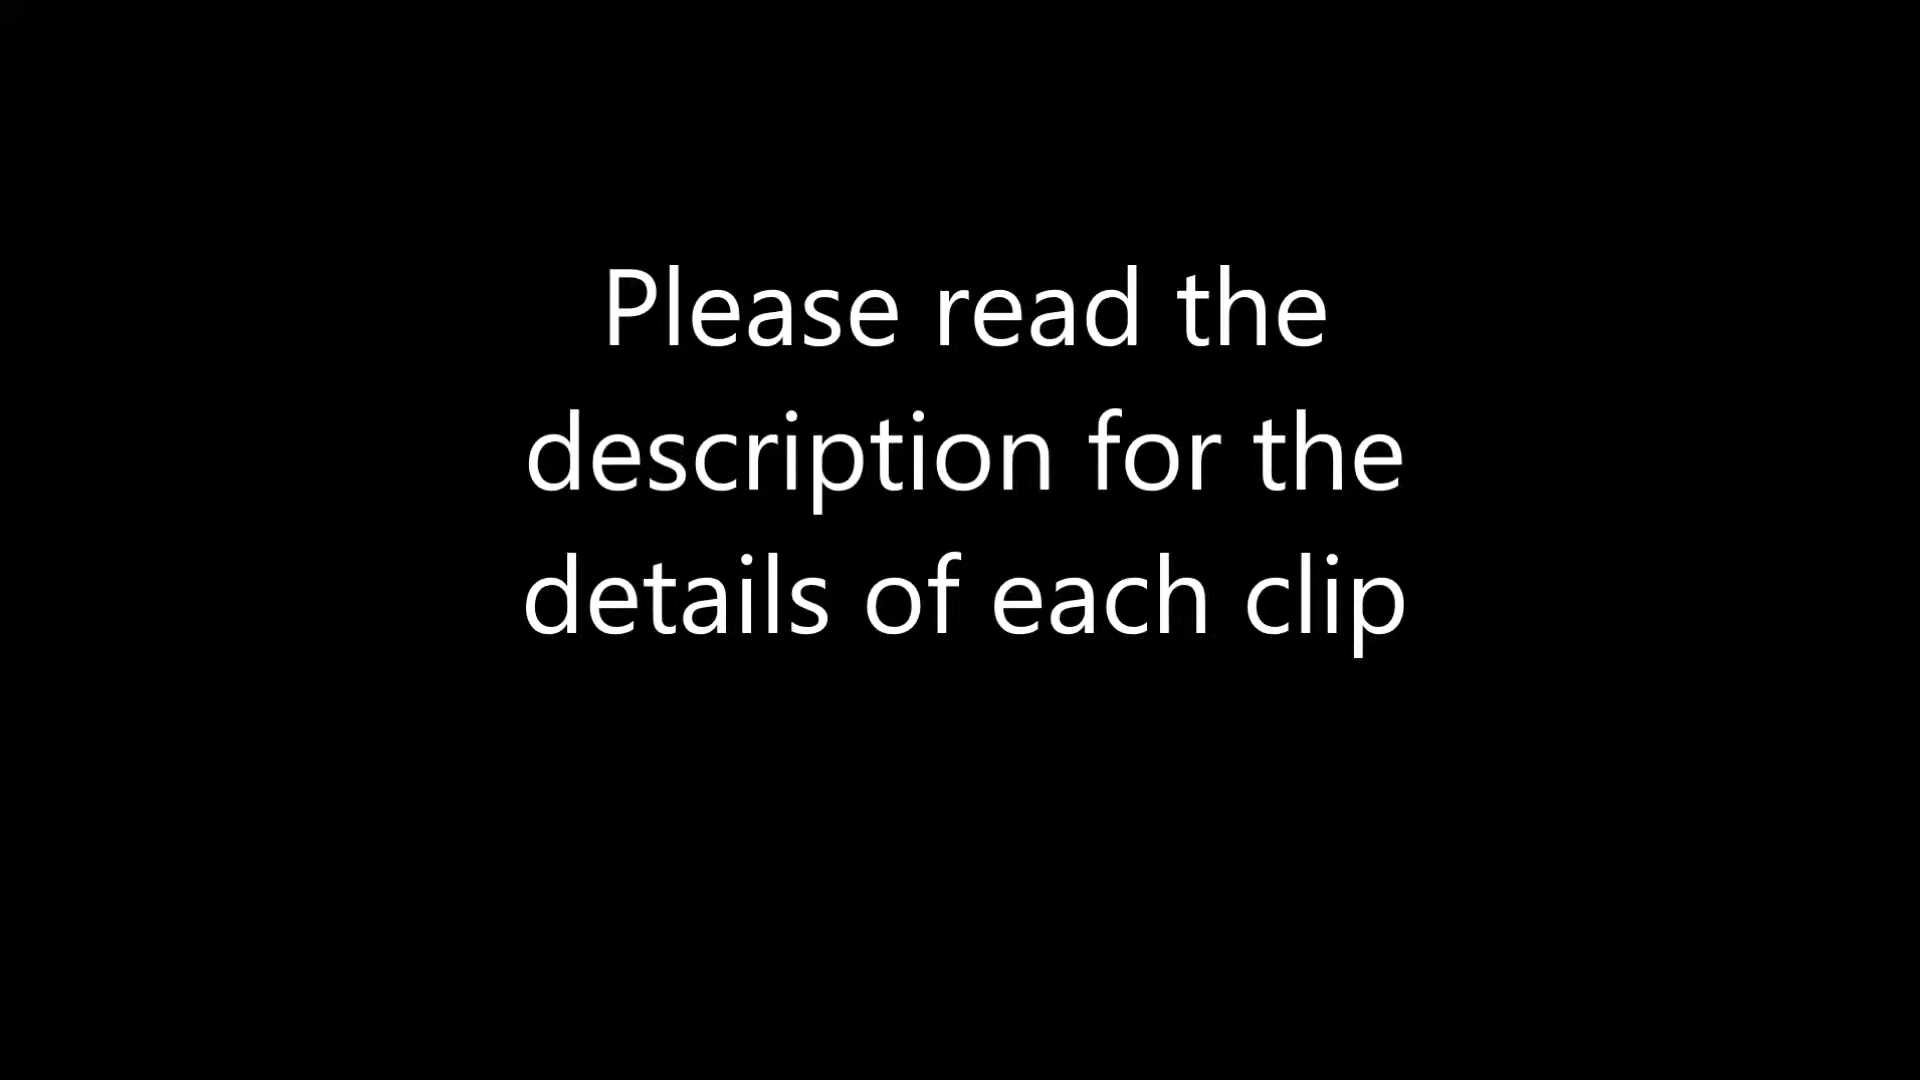 Please read the
description for the
details of each clip